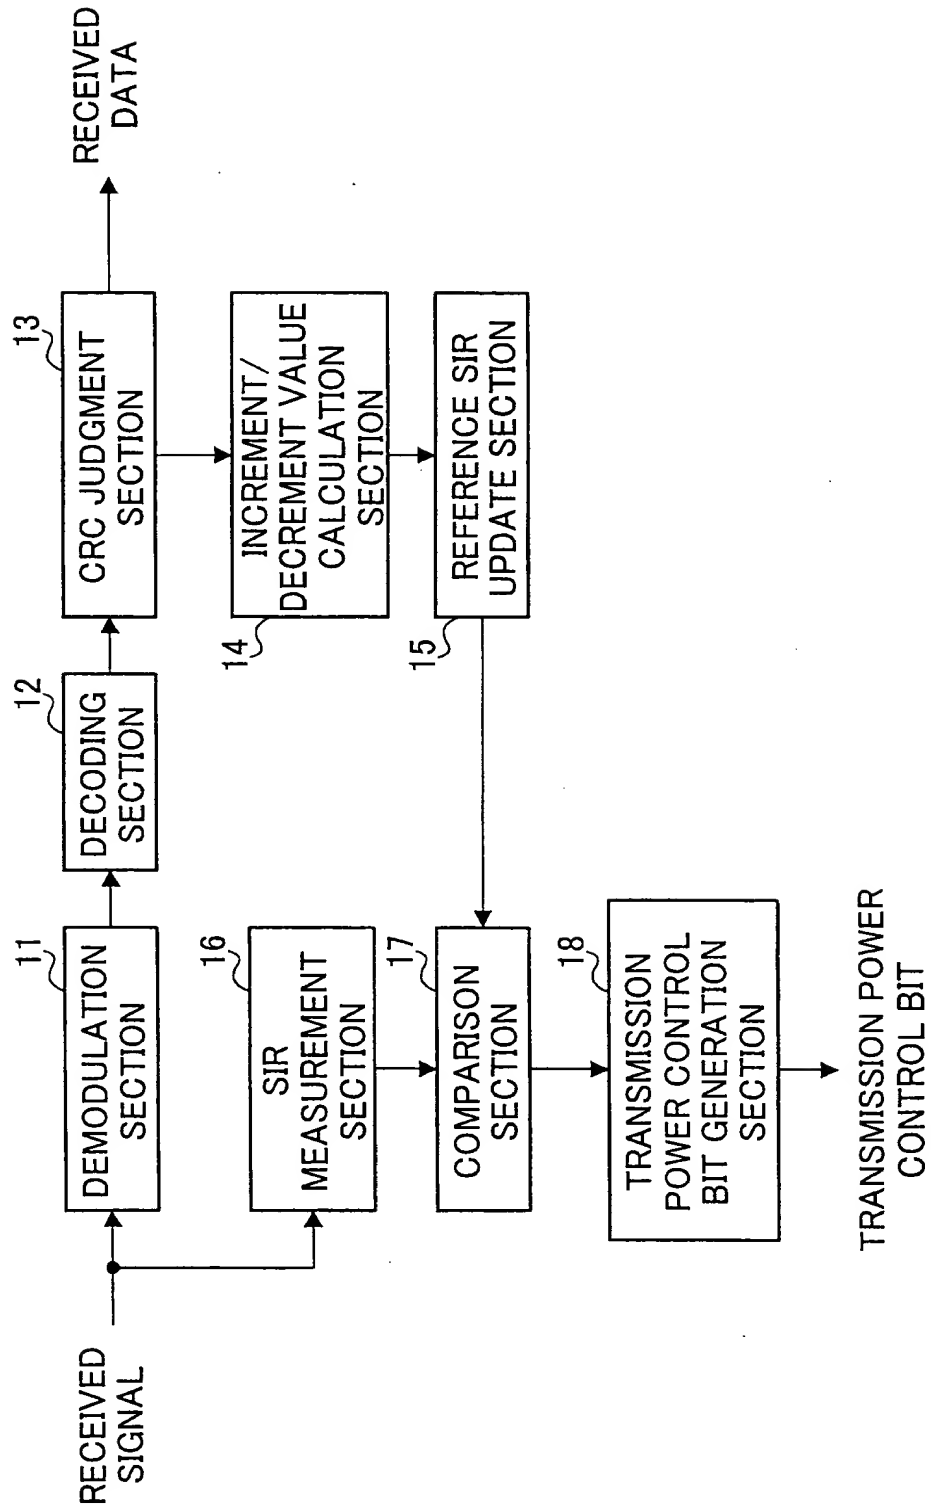 RECEIVED
SIGNAL
11
DEMODULATION
SECTION
12
DECODING
SECTION
13
CRC JUDGMENT
SECTION
RECEIVED
DATA
14
INCREMENT/
DECREMENT VALUE
CALCULATION
SECTION
15
REFERENCE SIR
UPDATE SECTION
16
SIR
MEASUREMENT
SECTION
17
COMPARISON
SECTION
18
TRANSMISSION
POWER CONTROL
BIT GENERATION
SECTION
TRANSMISSION POWER
CONTROL BIT